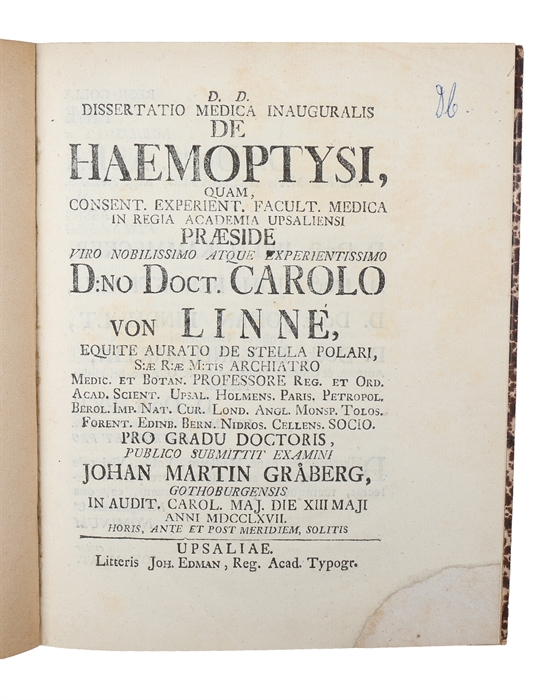 D. D.
DISSERTATIO MEDICA INAUGURALIS
DE
HAEMOPTYSI,
QUAM,
CONSENT. EXPERIENT. FACULT. MEDICA
IN REGIA ACADEMIA UPSALIENSI
PRÆSIDE
VIRO NOBILISSIMO ATQUE EXPERIENTISSIMO
D:NO DOCT. CAROLO
VON LINNÉ,
EQUITE AURATO DE STELLA POLARI,
S:Æ R:Æ M:TIS ARCHIATRO
MEDIC. ET BOTAN. PROFESSORE REG. ET ORD.
ACAD. SCIENT. UPSAL. HOLMENS. PARIS. PETROPOL.
BEROL. IMP. NAT. CUR. LOND. ANGL. MONSP. TOLOS.
FORENT. EDINB. BERN. NIDROS. CELLENS. SOCIO.
PRO GRADU DOCTORIS,
PUBLICO SUBMITTIT EXAMINI
JOHAN MARTIN GRÅBERG,
GOTHOBURGENSIS
IN AUDIT. CAROL. MAJ. DIE XIII MAJI
ANNI MDCCLXVII.
HORIS, ANTE ET POST MERIDIEM, SOLITIS
UPSALIAE.
Litteris JOH. EDMAN, Reg. Acad. Typogr.